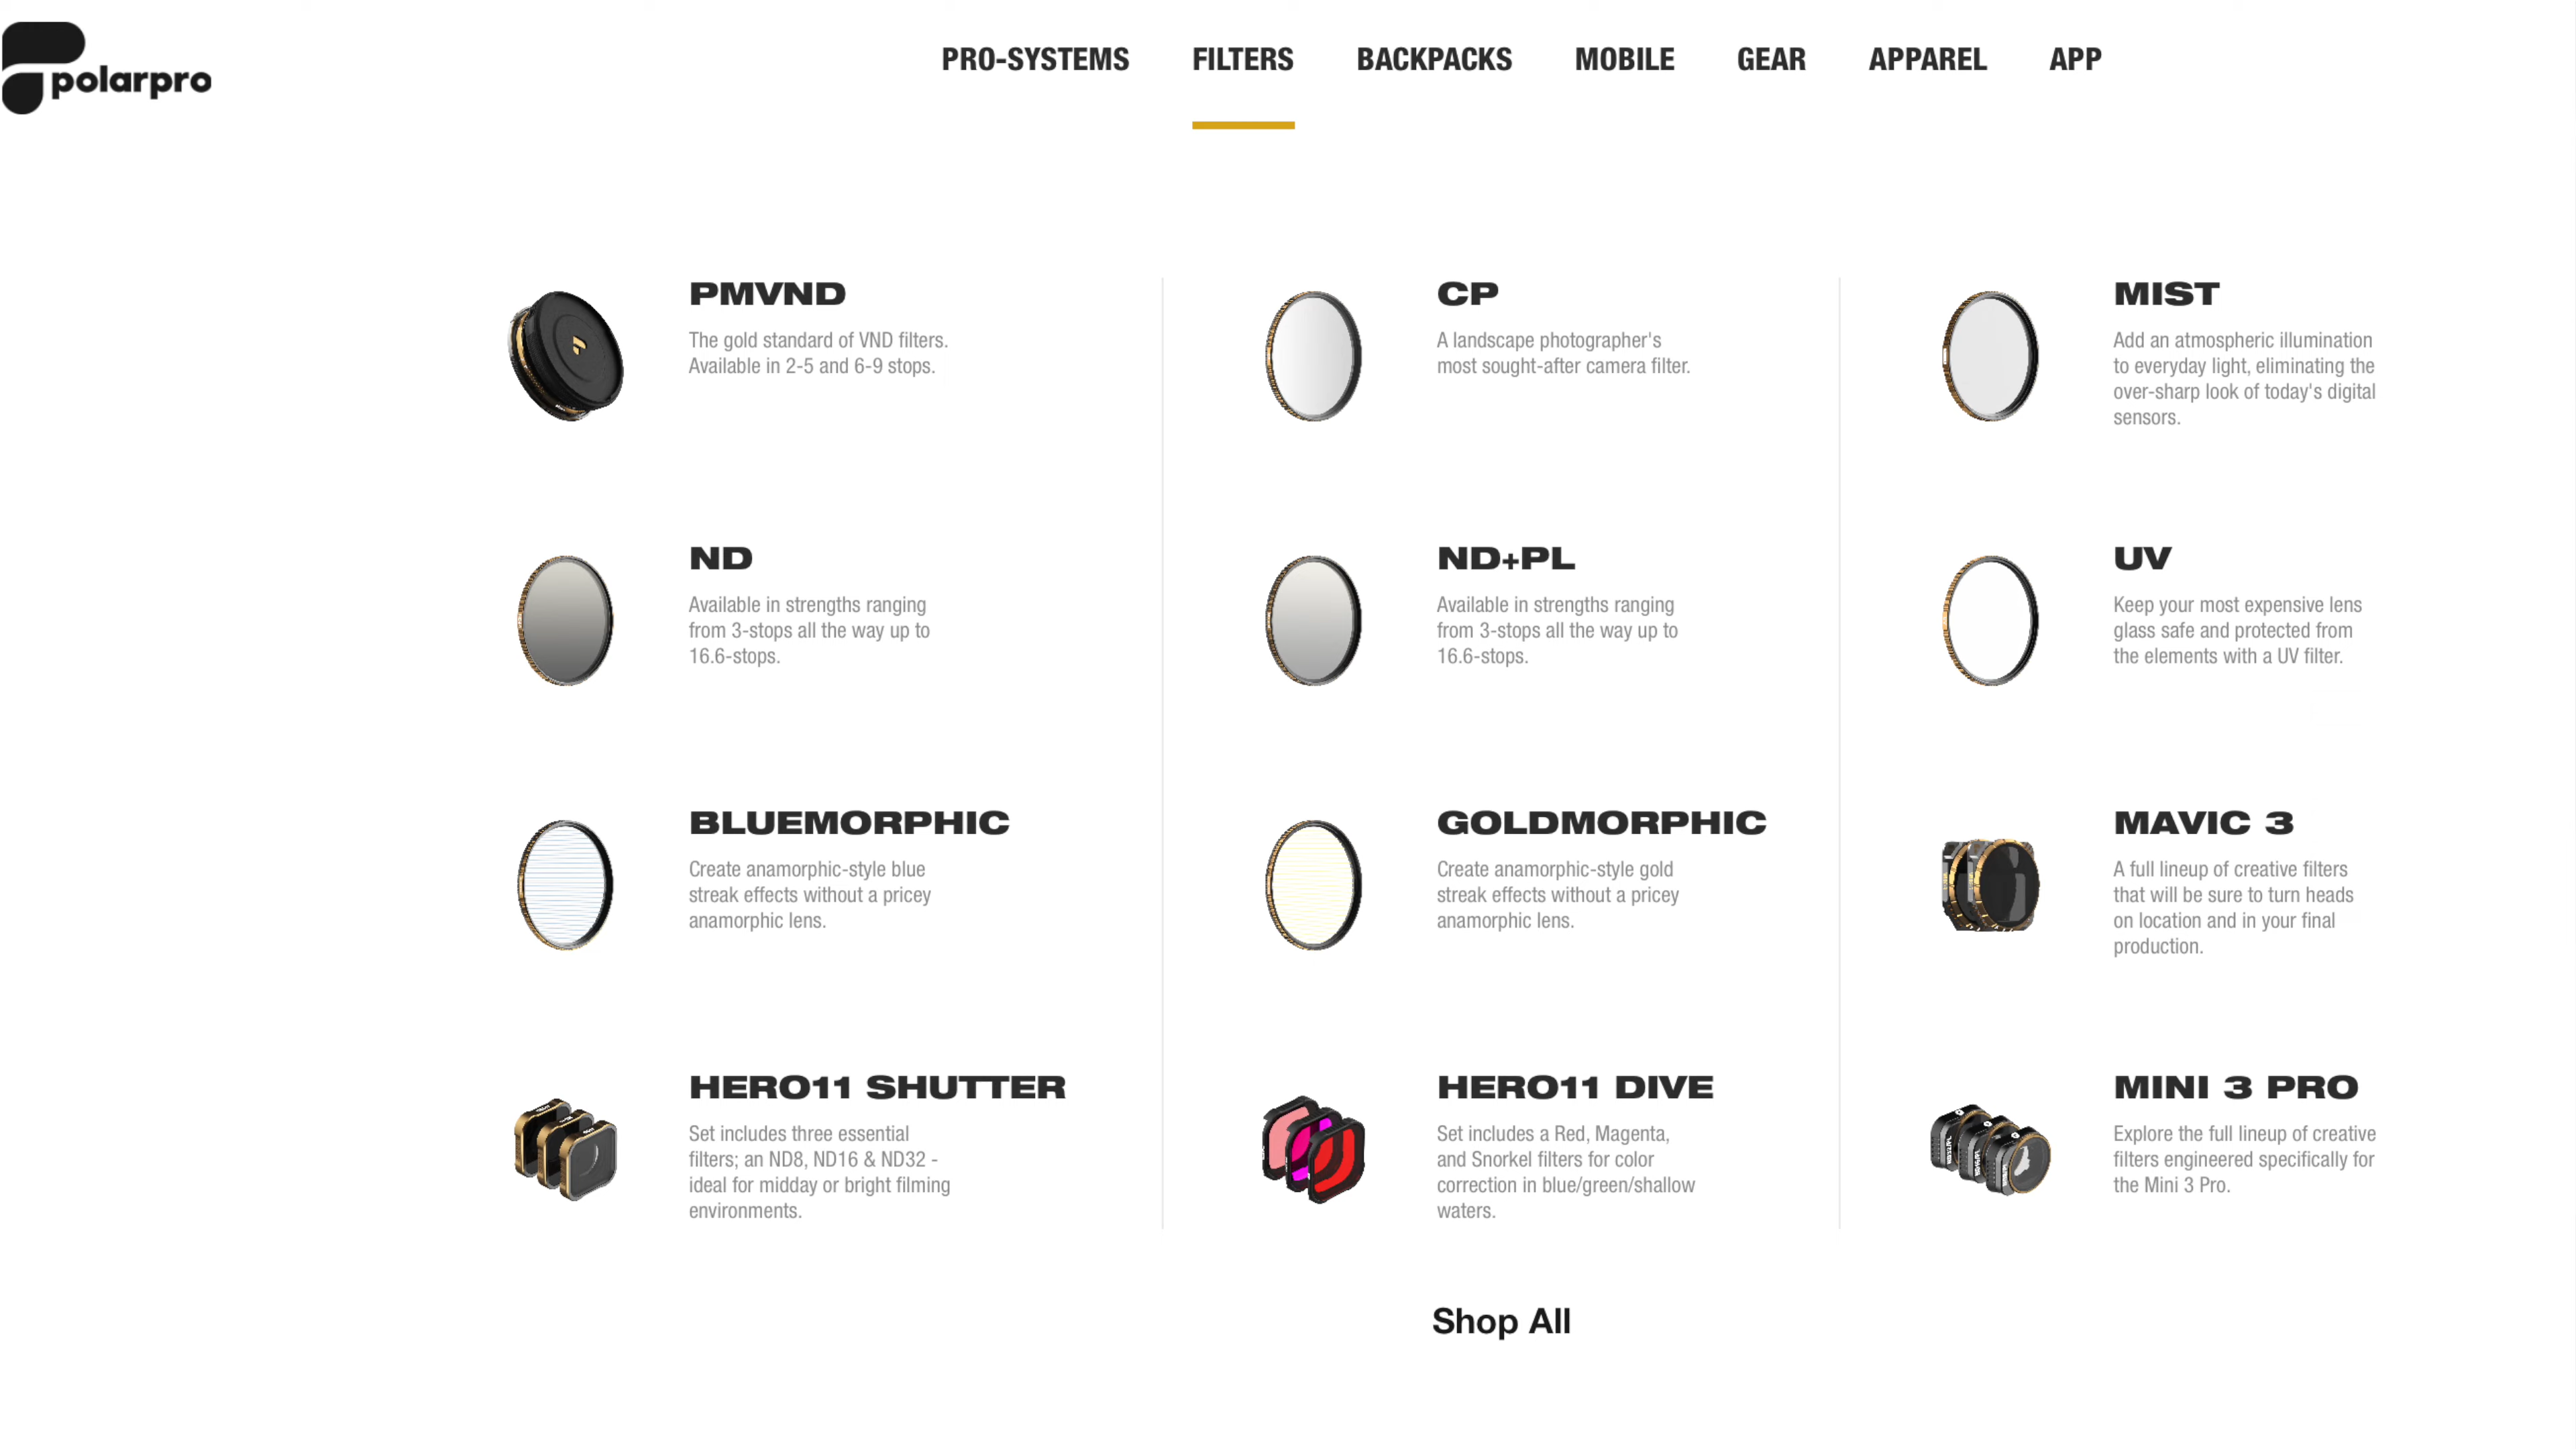 polarpro
PRO-SYSTEMS FILTERS BACKPACKS MOBILE GEAR APPAREL APP
PMVND
The gold standard of VND filters.
Available in 2-5 and 6-9 stops.
CP
A landscape photographer's
most sought-after camera filter.
MIST
Add an atmospheric illumination
to everyday light, eliminating the
over-sharp look of today's digital
sensors.
ND
Available in strengths ranging
from 3-stops all the way up to
16.6-stops.
ND+PL
Available in strengths ranging
from 3-stops all the way up to
16.6-stops.
UV
Keep your most expensive lens
glass safe and protected from
the elements with a UV filter.
BLUEMORPHIC
Create anamorphic-style blue
streak effects without a pricey
anamorphic lens.
GOLDMORPHIC
Create anamorphic-style gold
streak effects without a pricey
anamorphic lens.
MAVIC 3
A full lineup of creative filters
that will be sure to turn heads
on location and in your final
production.
HERO11 SHUTTER
Set includes three essential
filters; an ND8, ND16 & ND32 -
ideal for midday or bright filming
environments.
HERO11 DIVE
Set includes a Red, Magenta,
and Snorkel filters for color
correction in blue/green/shallow
waters.
MINI 3 PRO
Explore the full lineup of creative
filters engineered specifically for
the Mini 3 Pro.
Shop All